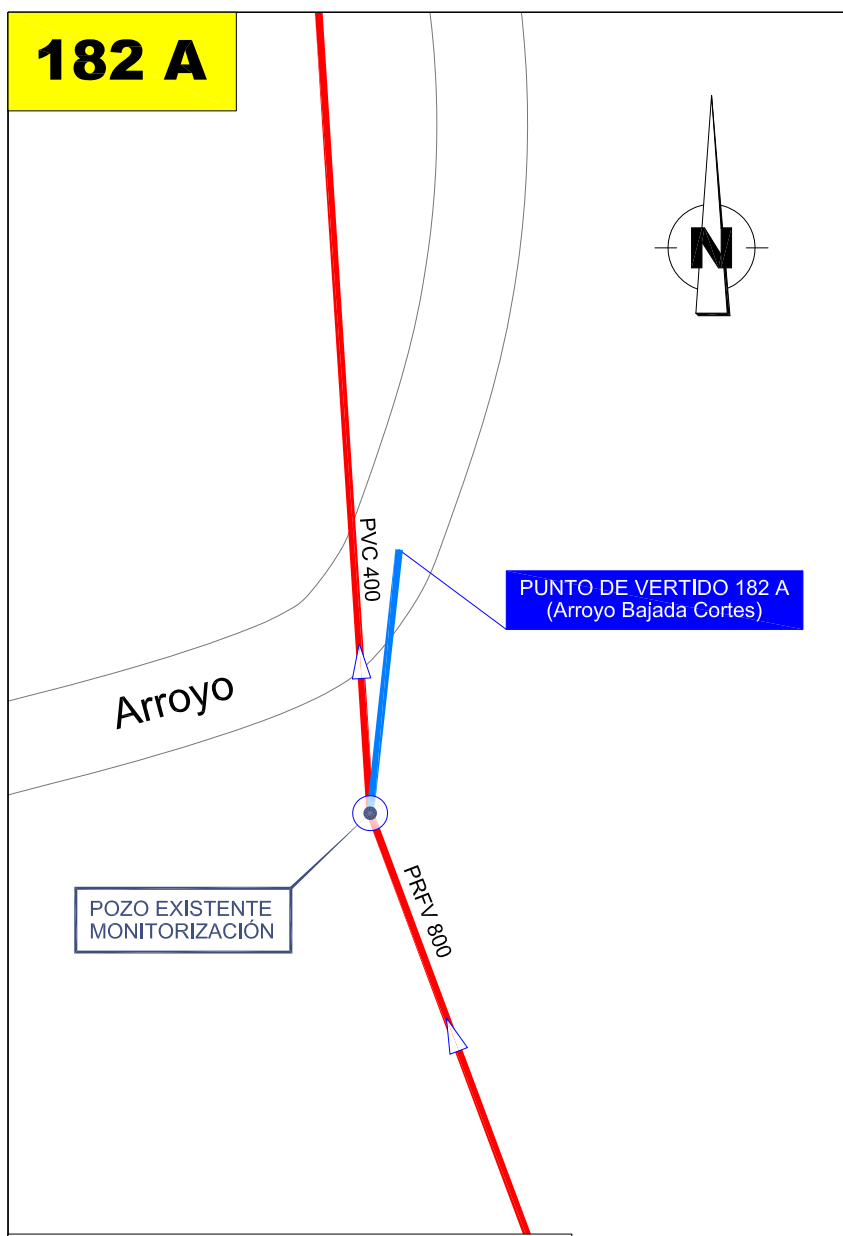 182 A
N
PVC 400
PUNTO DE VERTIDO 182 A
(Arroyo Bajada Cortes)
Arroyo
PRFV 800
POZO EXISTENTE
MONITORIZACIÓN